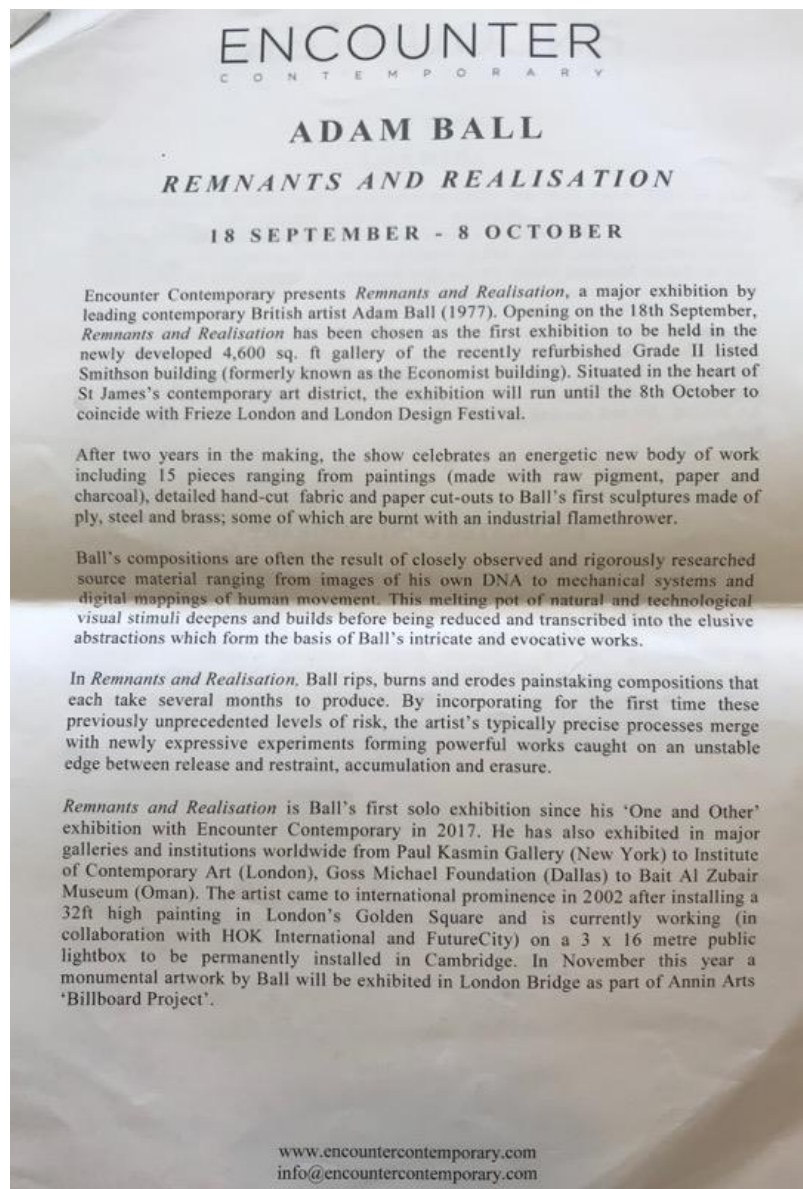 ENCOUNTER
CONTEMPORARY
ADAM BALL
REMNANTS AND REALISATION
18 SEPTEMBER - 8 OCTOBER
Encounter Contemporary presents Remnants and Realisation, a major exhibition by
leading contemporary British artist Adam Ball (1977). Opening on the 18th September,
Remnants and Realisation has been chosen as the first exhibition to be held in the
newly developed 4,600 sq. ft gallery of the recently refurbished Grade II listed
Smithson building (formerly known as the Economist building). Situated in the heart of
St James's contemporary art district, the exhibition will run until the 8th October to
coincide with Frieze London and London Design Festival.
After two years in the making, the show celebrates an energetic new body of work
including 15 pieces ranging from paintings (made with raw pigment, paper and
charcoal), detailed hand-cut fabric and paper cut-outs to Ball's first sculptures made of
ply, steel and brass; some of which are burnt with an industrial flamethrower.
Ball's compositions are often the result of closely observed and rigorously researched
source material ranging from images of his own DNA to mechanical systems and
digital mappings of human movement. This melting pot of natural and technological
visual stimuli deepens and builds before being reduced and transcribed into the elusive
abstractions which form the basis of Ball's intricate and evocative works.
In Remnants and Realisation, Ball rips, burns and erodes painstaking compositions that
each take several months to produce. By incorporating for the first time these
previously unprecedented levels of risk, the artist's typically precise processes merge
with newly expressive experiments forming powerful works caught on an unstable
edge between release and restraint, accumulation and erasure.
Remnants and Realisation is Ball's first solo exhibition since his 'One and Other'
exhibition with Encounter Contemporary in 2017. He has also exhibited in major
galleries and institutions worldwide from Paul Kasmin Gallery (New York) to Institute
of Contemporary Art (London), Goss Michael Foundation (Dallas) to Bait Al Zubair
Museum (Oman). The artist came to international prominence in 2002 after installing a
32ft high painting in London's Golden Square and is currently working (in
collaboration with HOK International and FutureCity) on a 3 x 16 metre public
lightbox to be permanently installed in Cambridge. In November this year a
monumental artwork by Ball will be exhibited in London Bridge as part of Annin Arts
'Billboard Project'.
www.encountercontemporary.com
info@encountercontemporary.com